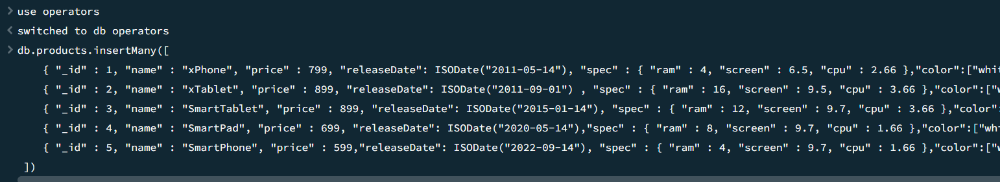 use operators
switched to db operators
db.products.insertMany([
{ "_id" : 1, "name" : "xPhone", "price" : 799, "releaseDate": ISODate("2011-05-14"), "spec" : { "ram" : 4, "screen" : 6.5, "cpu" : 2.66 },"color":["whit
{ "_id" : 2, "name" : "xTablet", "price" : 899, "releaseDate": ISODate("2011-09-01") , "spec" : { "ram" : 16, "screen" : 9.5, "cpu" : 3.66 },"color":["w
{ "_id" : 3, "name" : "SmartTablet", "price" : 899, "releaseDate": ISODate("2015-01-14"), "spec" : { "ram" : 12, "screen" : 9.7, "cpu" : 3.66 },"color"
{ "_id" : 4, "name" : "SmartPad", "price" : 699, "releaseDate": ISODate("2020-05-14"),"spec" : { "ram" : 8, "screen" : 9.7, "cpu" : 1.66 },"color":["whi
{ "_id" : 5, "name" : "SmartPhone", "price" : 599,"releaseDate": ISODate("2022-09-14"), "spec" : { "ram" : 4, "screen" : 9.7, "cpu" : 1.66 },"color":["w
])